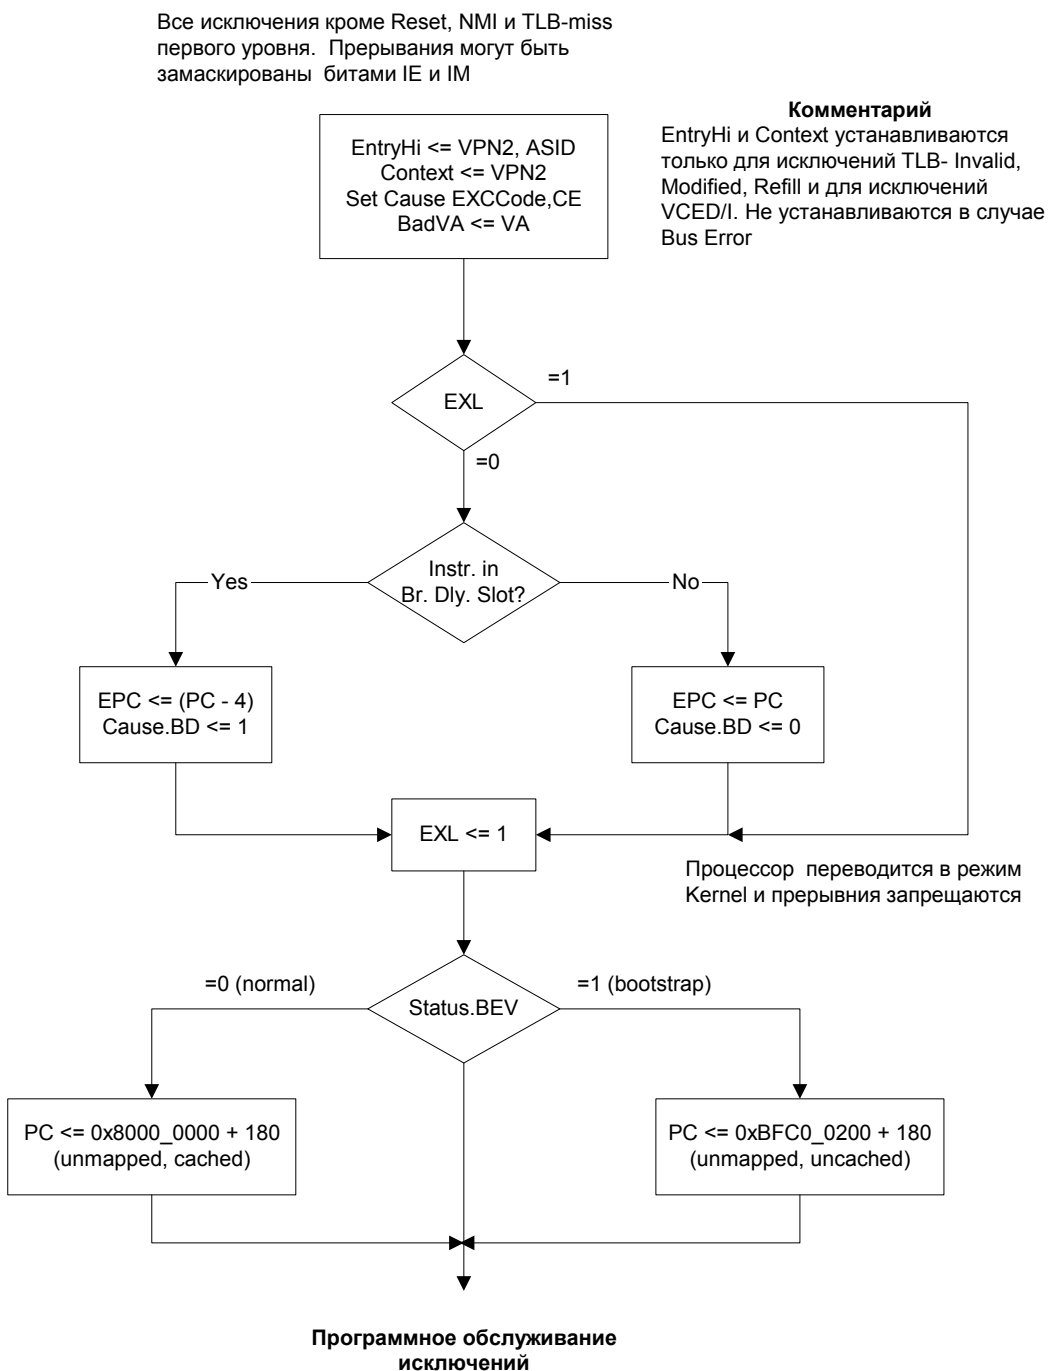 Все исключения кроме Reset, NMI и TLB-miss
первого уровня. Прерывания могут быть
замаскированы битами IE и IM
Комментарий
EntryHi и Context устанавливаются
только для исключений TLB- Invalid,
Modified, Refill и для исключений
VCED/I. Не устанавливаются в случае
Bus Error
EntryHi <= VPN2, ASID
Context <= VPN2
Set Cause EXCCode,CE
BadVA <= VA
EXL
=1
=0
Instr. in
Br. Dly. Slot?
Yes
No
EPC <= (PC - 4)
Cause.BD <= 1
EPC <= PC
Cause.BD <= 0
EXL <= 1
Процессор переводится в режим
Kernel и прерывния запрещаются
=0 (normal)
Status.BEV
=1 (bootstrap)
PC <= 0x8000_0000 + 180
(unmapped, cached)
PC <= 0xBFC0_0200 + 180
(unmapped, uncached)
Программное обслуживание
исключений